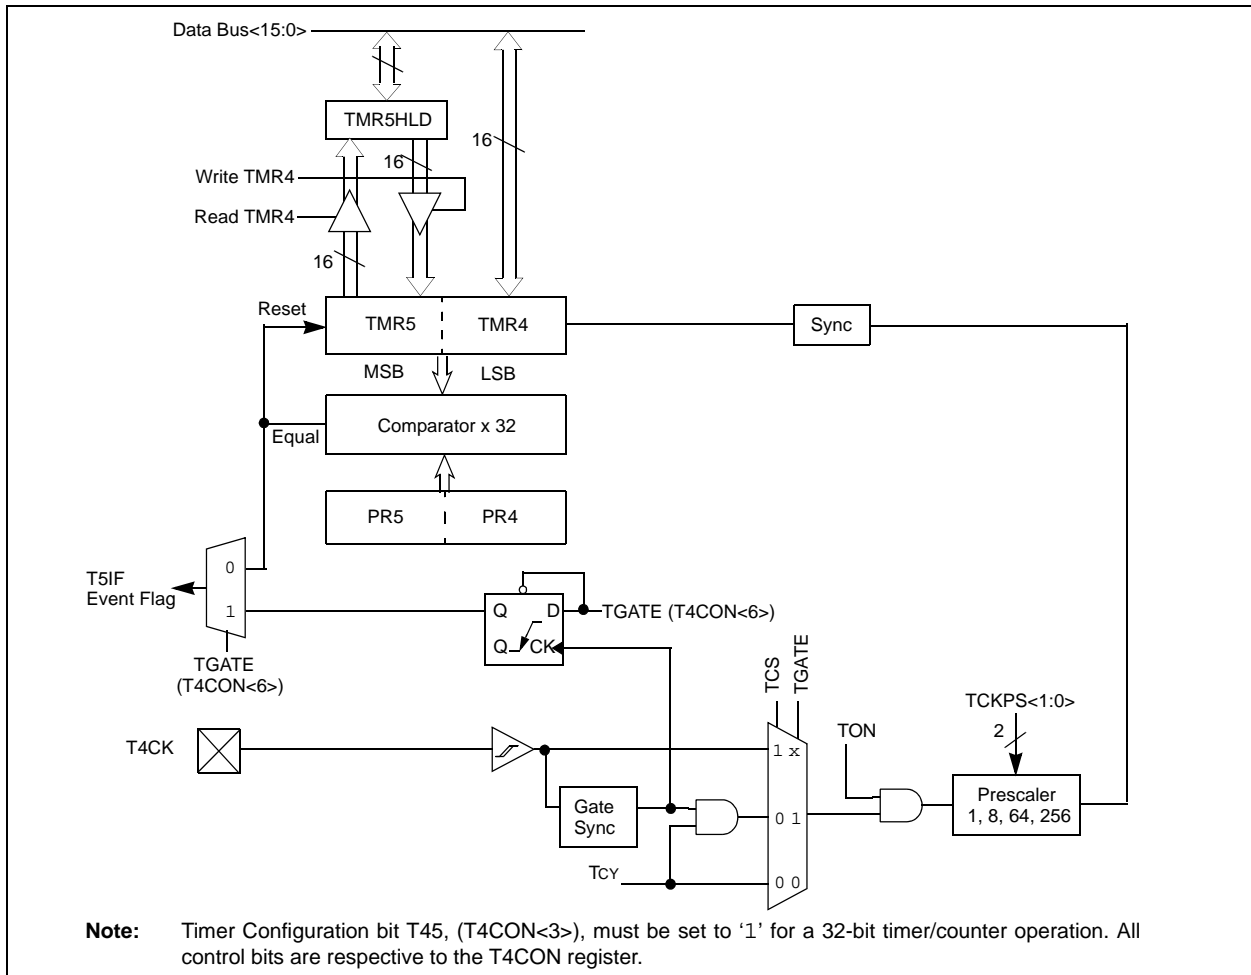 Data Bus<15:0>
TMR5HLD
16
16
Write TMR4
Read TMR4
16
Reset
TMR5
TMR4
Sync
MSB
LSB
Equal
Comparator x 32
PR5
PR4
0
T5IF
Event Flag
1
Q
D
TGATE (T4CON<6>)
Q
CK
TGATE
(T4CON<6>)
TCS
TGATE
TCKPS<1:0>
2
TON
T4CK
1 x
Gate
Sync
0 1
Prescaler
1, 8, 64, 256
TCY
0 0
Note: Timer Configuration bit T45, (T4CON<3>), must be set to ‘1’ for a 32-bit timer/counter operation. All
control bits are respective to the T4CON register.